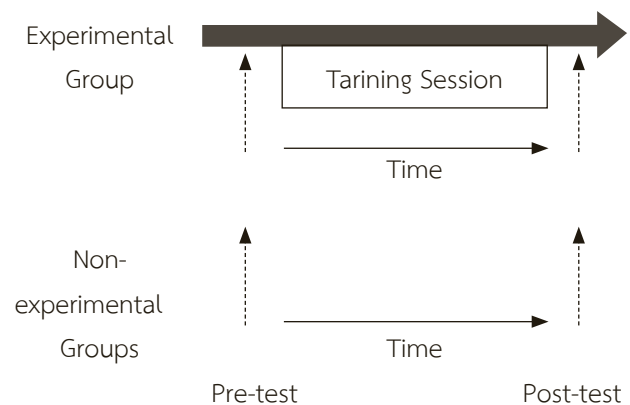 Experimental
Group
Tarining Session
Time
Non-
experimental
Groups
Time
Pre-test
Post-test